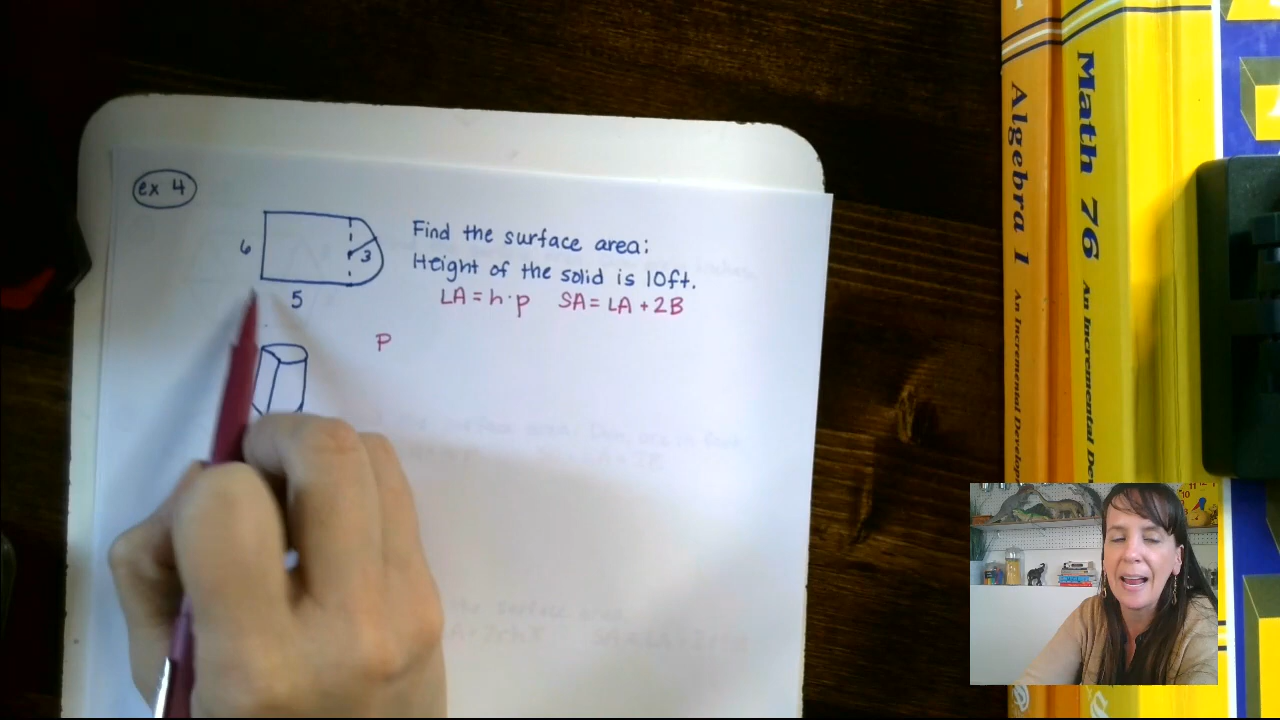 ex 4
Find the surface area:
6
3
Height of the solid is 10ft.
5
LA = h·p SA = LA + 2B
P
Algebra 1 An Incremental Develop
Math 76 An Incremental De